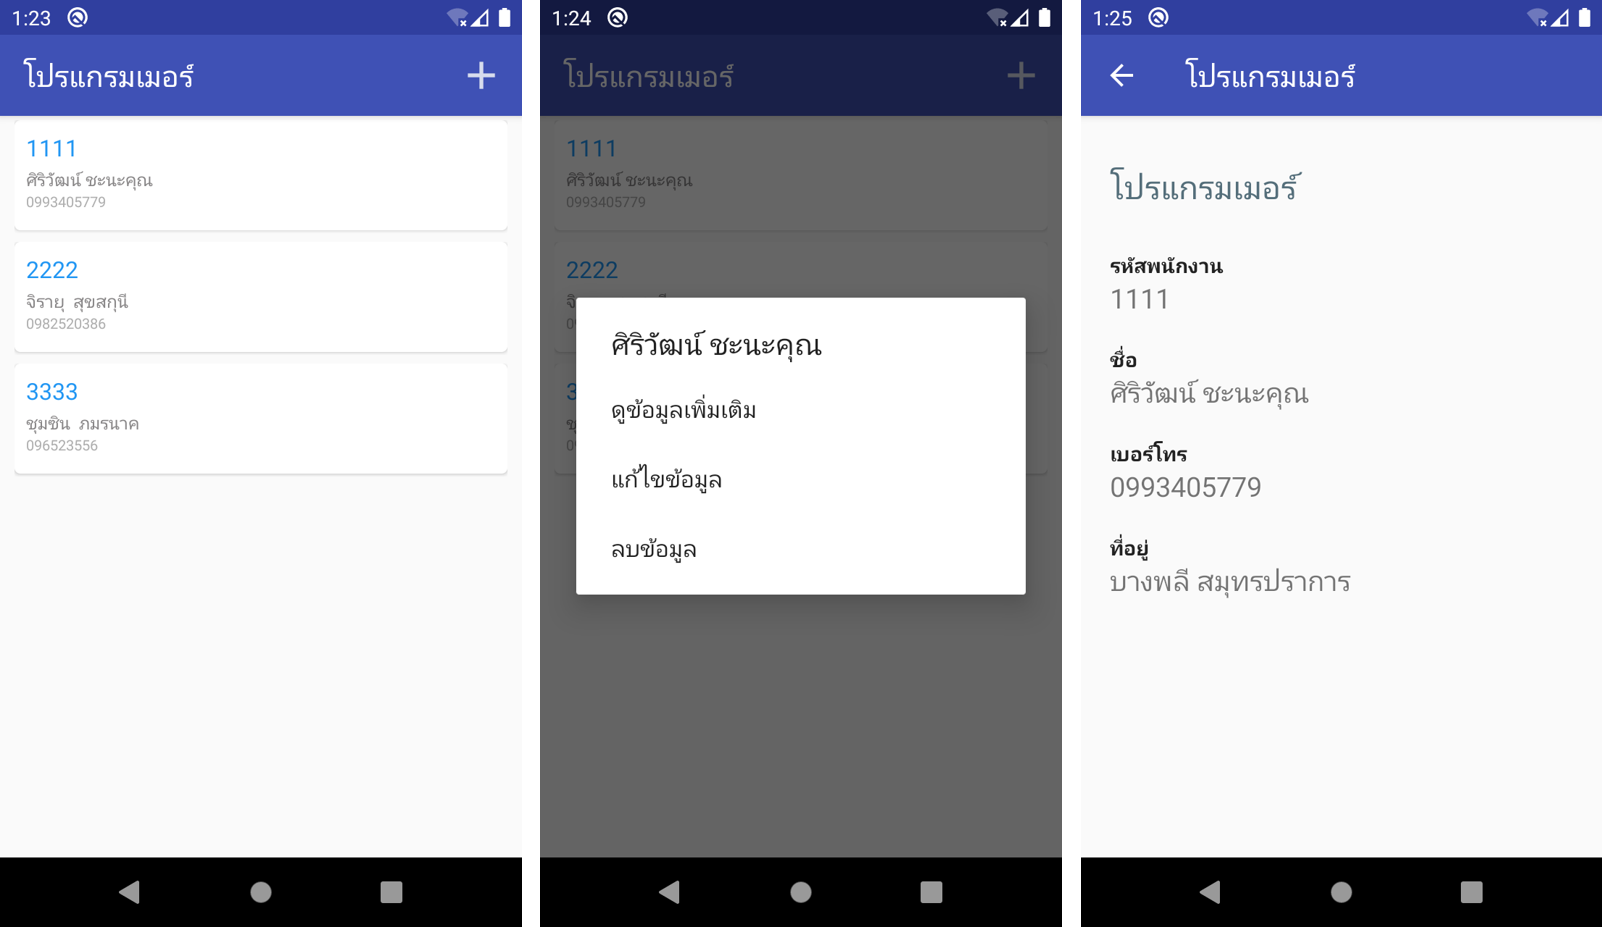 1:23
โปรแกรมเมอร์
1111
ศิริวัฒน์ ชะนะคุณ
0993405779
2222
จิรายุ สุขสกุนี
0982520386
3333
ชุมชิน ภมรนาค
096523556
1:24
โปรแกรมเมอร์
1111
ศิริวัฒน์ ชะนะคุณ
0993405779
2222
ศิริวัฒน์ ชะนะคุณ
ดูข้อมูลเพิ่มเติม
แก้ไขข้อมูล
ลบข้อมูล
1:25
โปรแกรมเมอร์
โปรแกรมเมอร์
รหัสพนักงาน
1111
ชื่อ
ศิริวัฒน์ ชะนะคุณ
เบอร์โทร
0993405779
ที่อยู่
บางพลี สมุทรปราการ